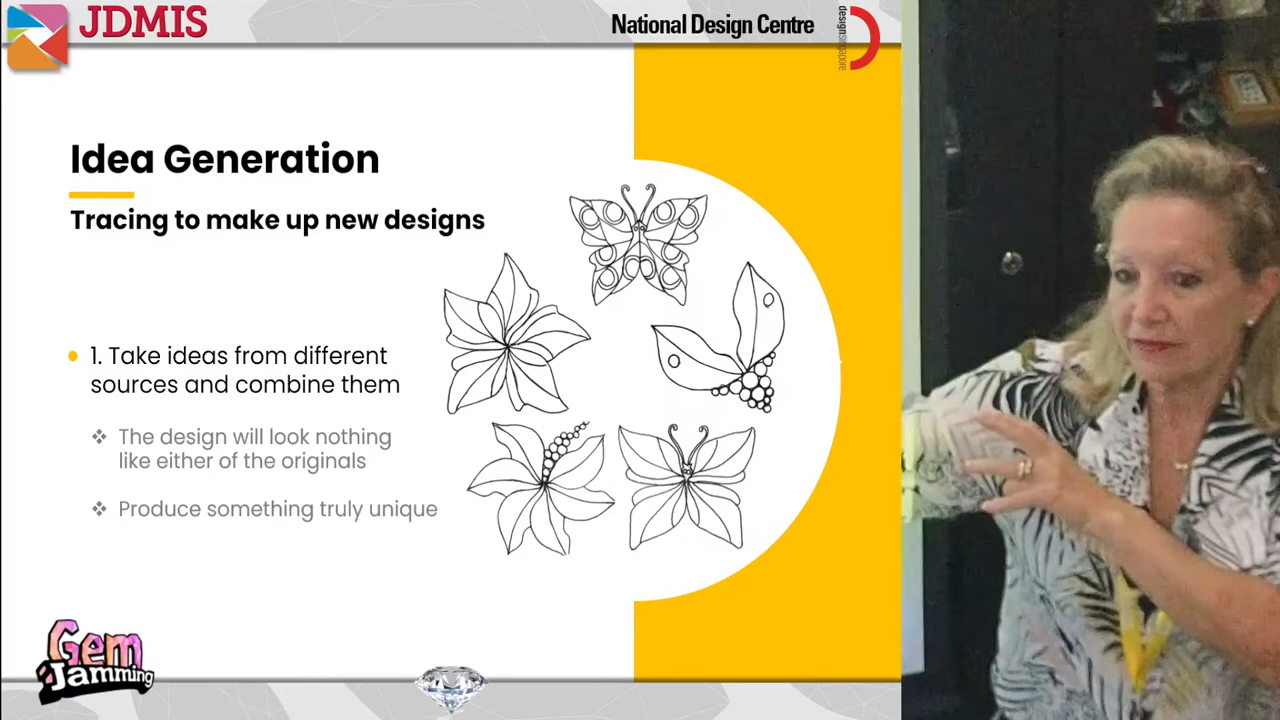 JDMIS
National Design Centre
designsingapore
Idea Generation
Tracing to make up new designs
1. Take ideas from different
sources and combine them
The design will look nothing
like either of the originals
Produce something truly unique
Gem
Jamming